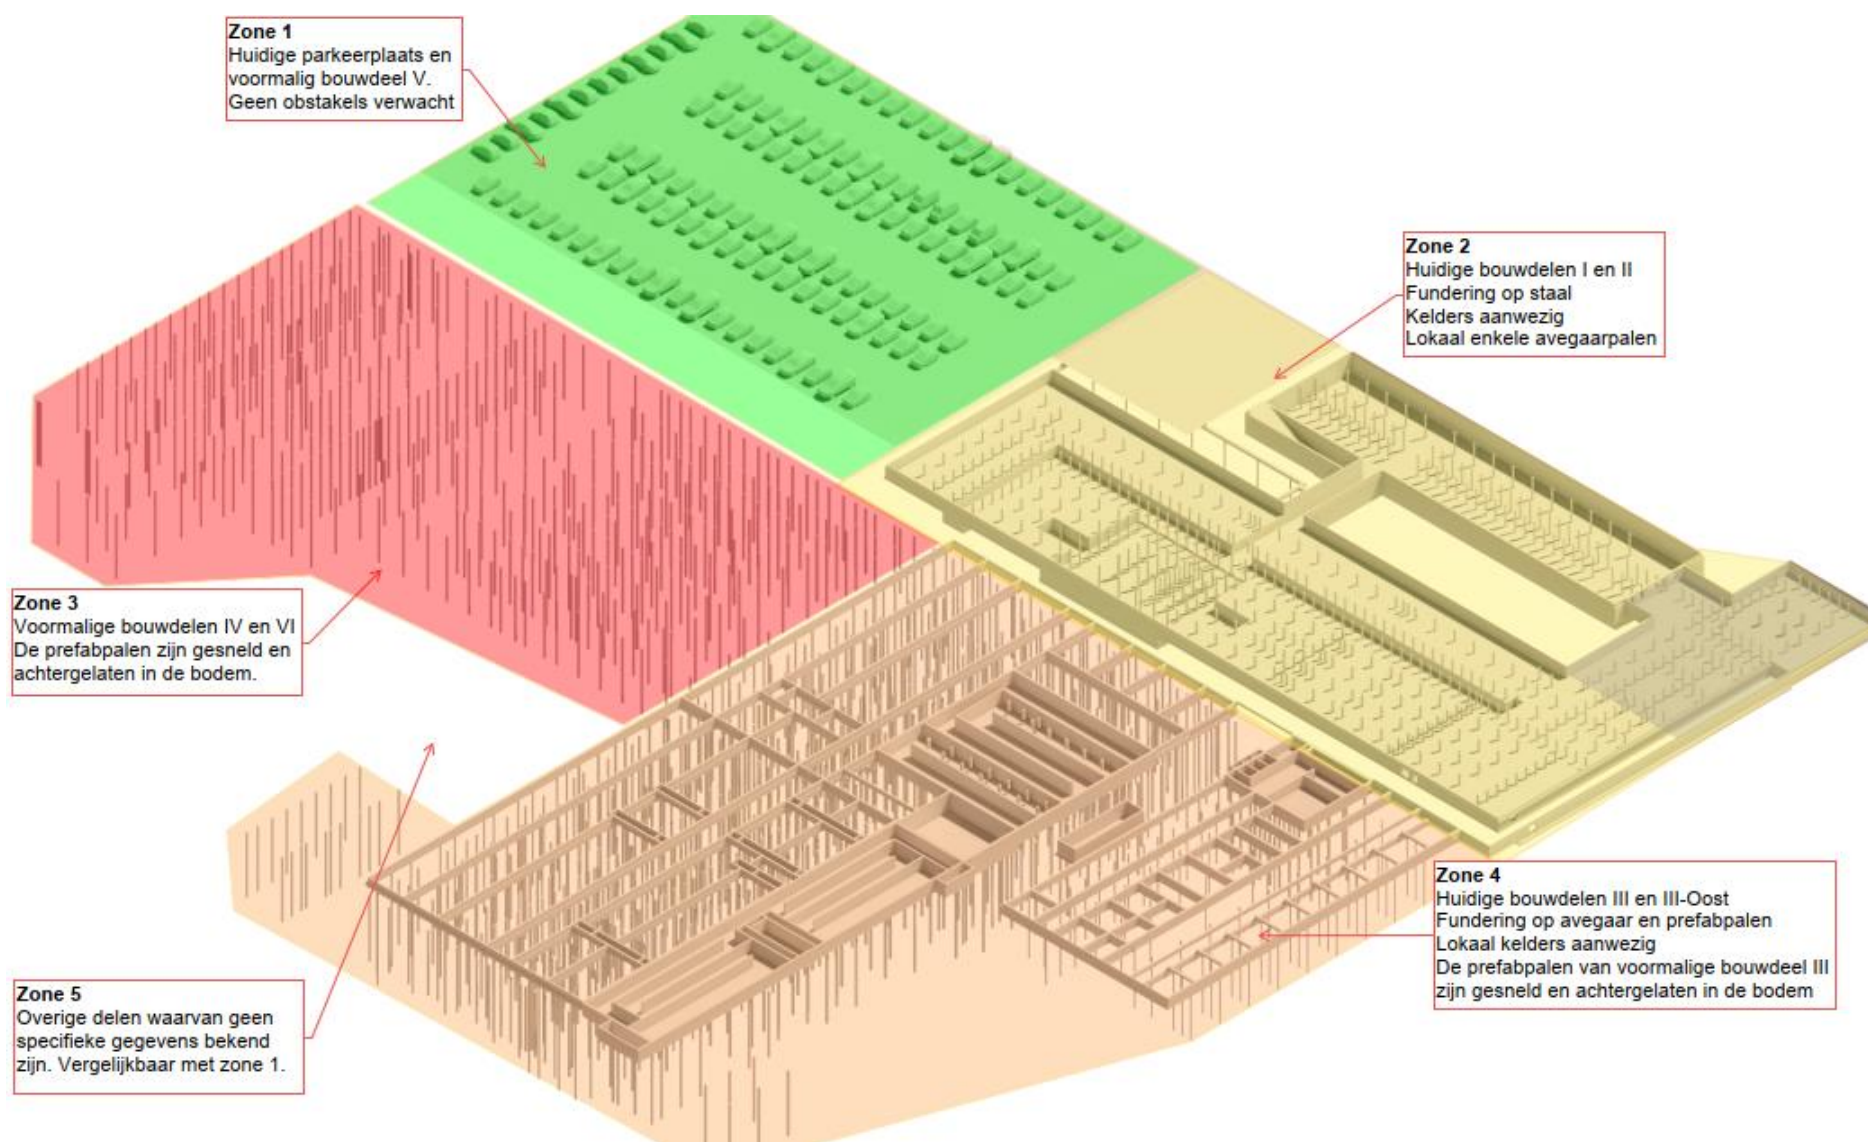 Zone 1
Huidige parkeerplaats en
voormalig bouwdeel V.
Geen obstakels verwacht
Zone 2
Huidige bouwdelen I en II
Fundering op staal
Kelders aanwezig
Lokaal enkele avegaarpalen
Zone 3
Voormalige bouwdelen IV en VI
De prefabpalen zijn gesneld en
achtergelaten in de bodem.
Zone 4
Huidige bouwdelen III en III-Oost
Fundering op avegaar en prefabpalen
Lokaal kelders aanwezig
De prefabpalen van voormalige bouwdeel III
zijn gesneld en achtergelaten in de bodem
Zone 5
Overige delen waarvan geen
specifieke gegevens bekend
zijn. Vergelijkbaar met zone 1.